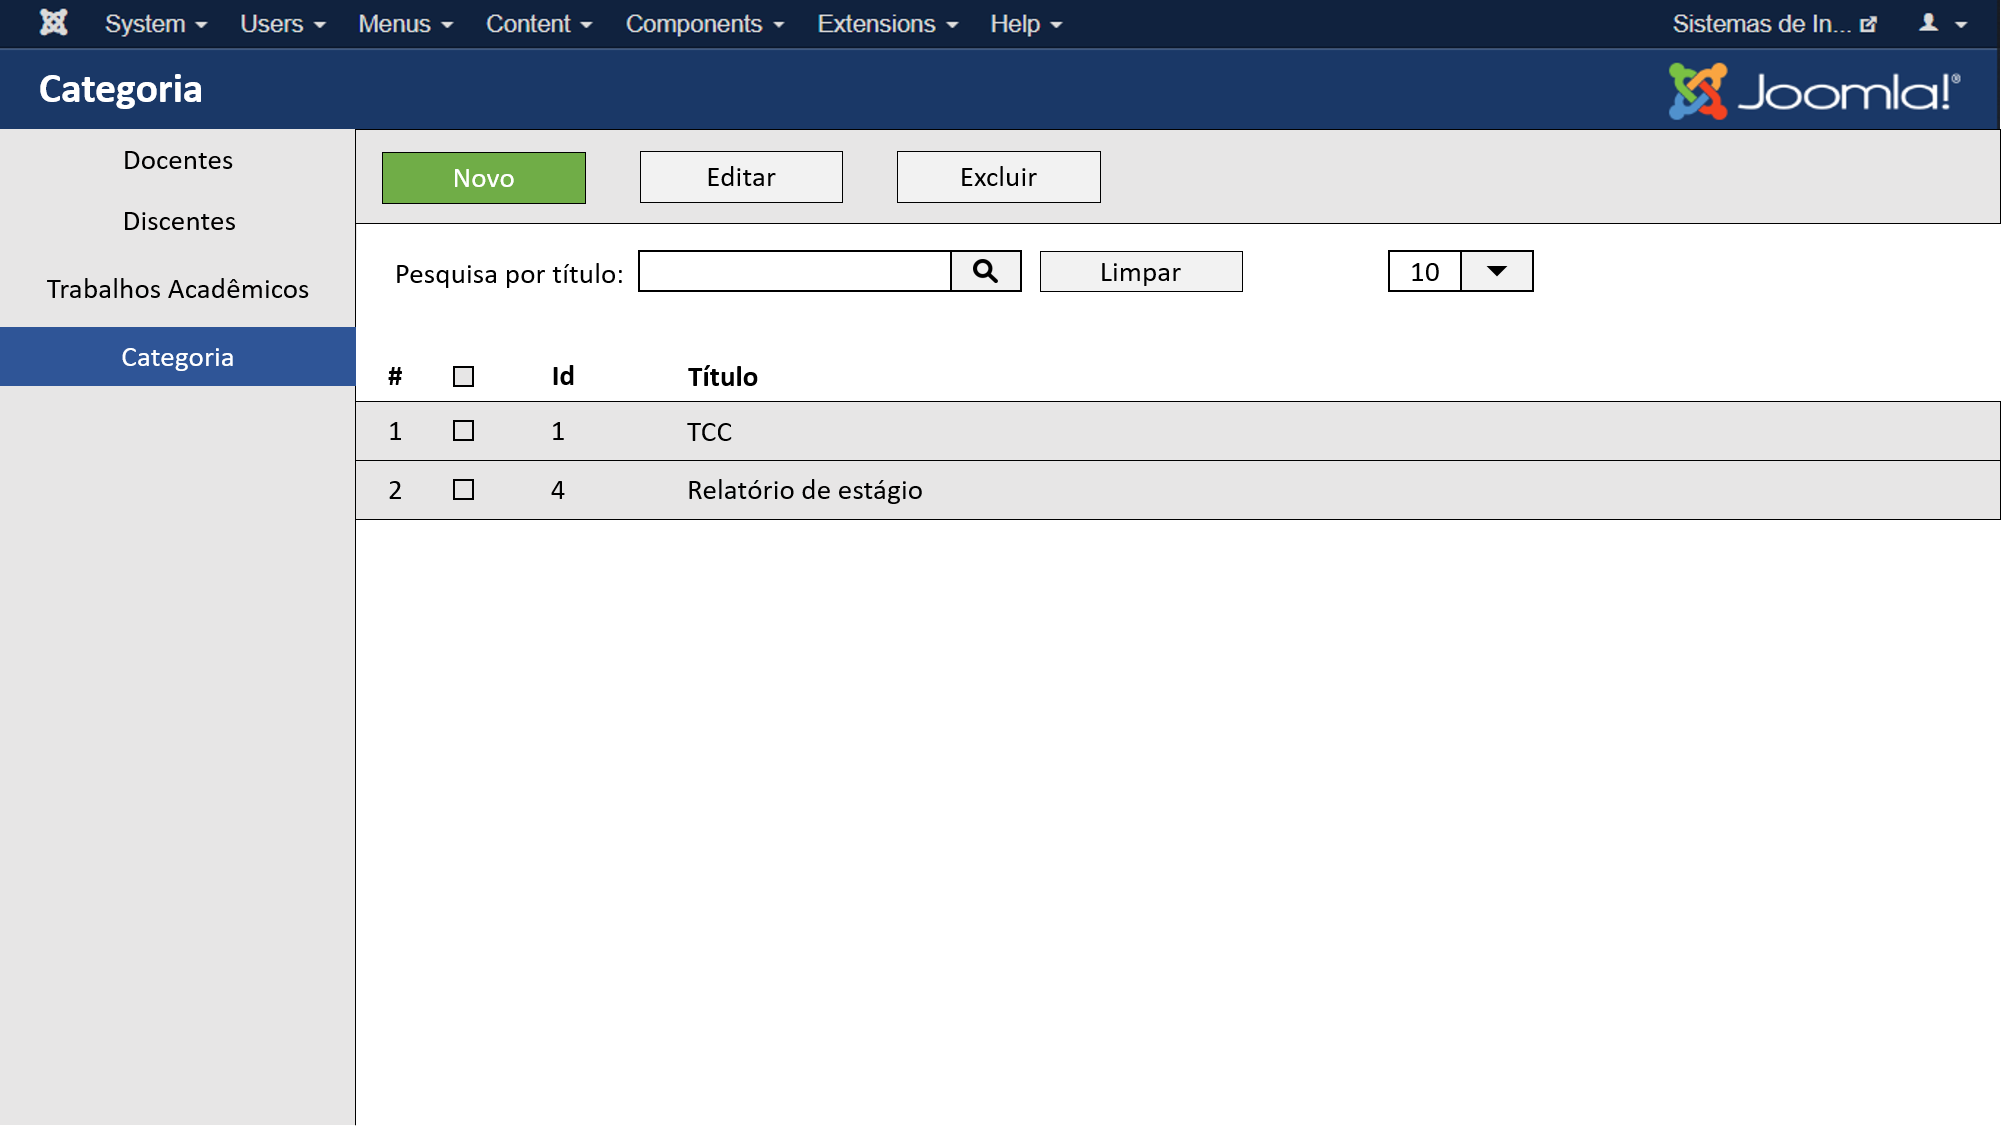 System Users Menus Content Components Extensions Help Sistemas de In...
Categoria
Joomla!®
Docentes
Discentes
Trabalhos Acadêmicos
Categoria
Novo Editar Excluir
Pesquisa por título: Limpar 10
# Id Título
1 1 TCC
2 4 Relatório de estágio